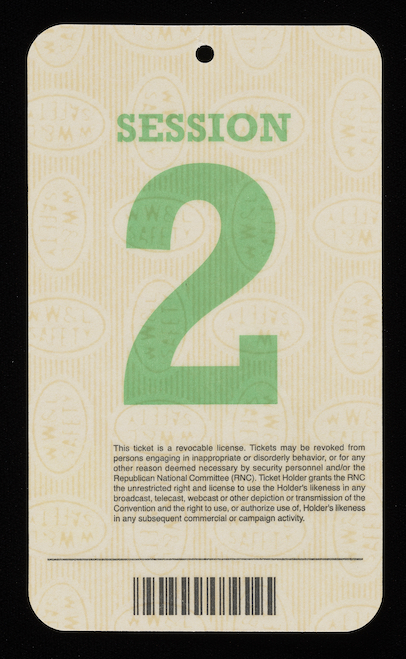 SESSION
2
This ticket is a revocable license. Tickets may be revoked from
persons engaging in inappropriate or disorderly behavior, or for any
other reason deemed necessary by security personnel and/or the
Republican National Committee (RNC). Ticket Holder grants the RNC
the unrestricted right and license to use the Holder's likeness in any
broadcast, telecast, webcast or other depiction or transmission of the
Convention and the right to use, or authorize use of, Holder's likeness
in any subsequent commercial or campaign activity.